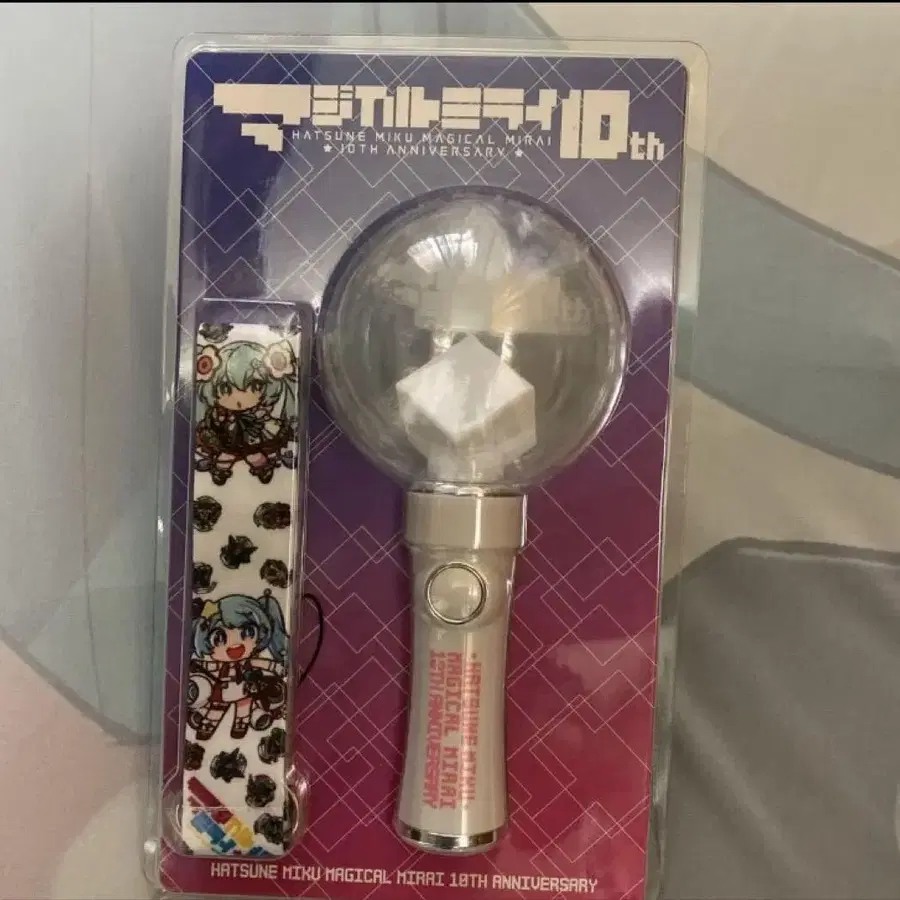 マジカルミライ10th
HATSUNE MIKU MAGICAL MIRAI
★ 10TH ANNIVERSARY ★
HATSUNE MIKU
MAGICAL MIRAI
10TH ANNIVERSARY
HATSUNE MIKU MAGICAL MIRAI 10TH ANNIVERSARY